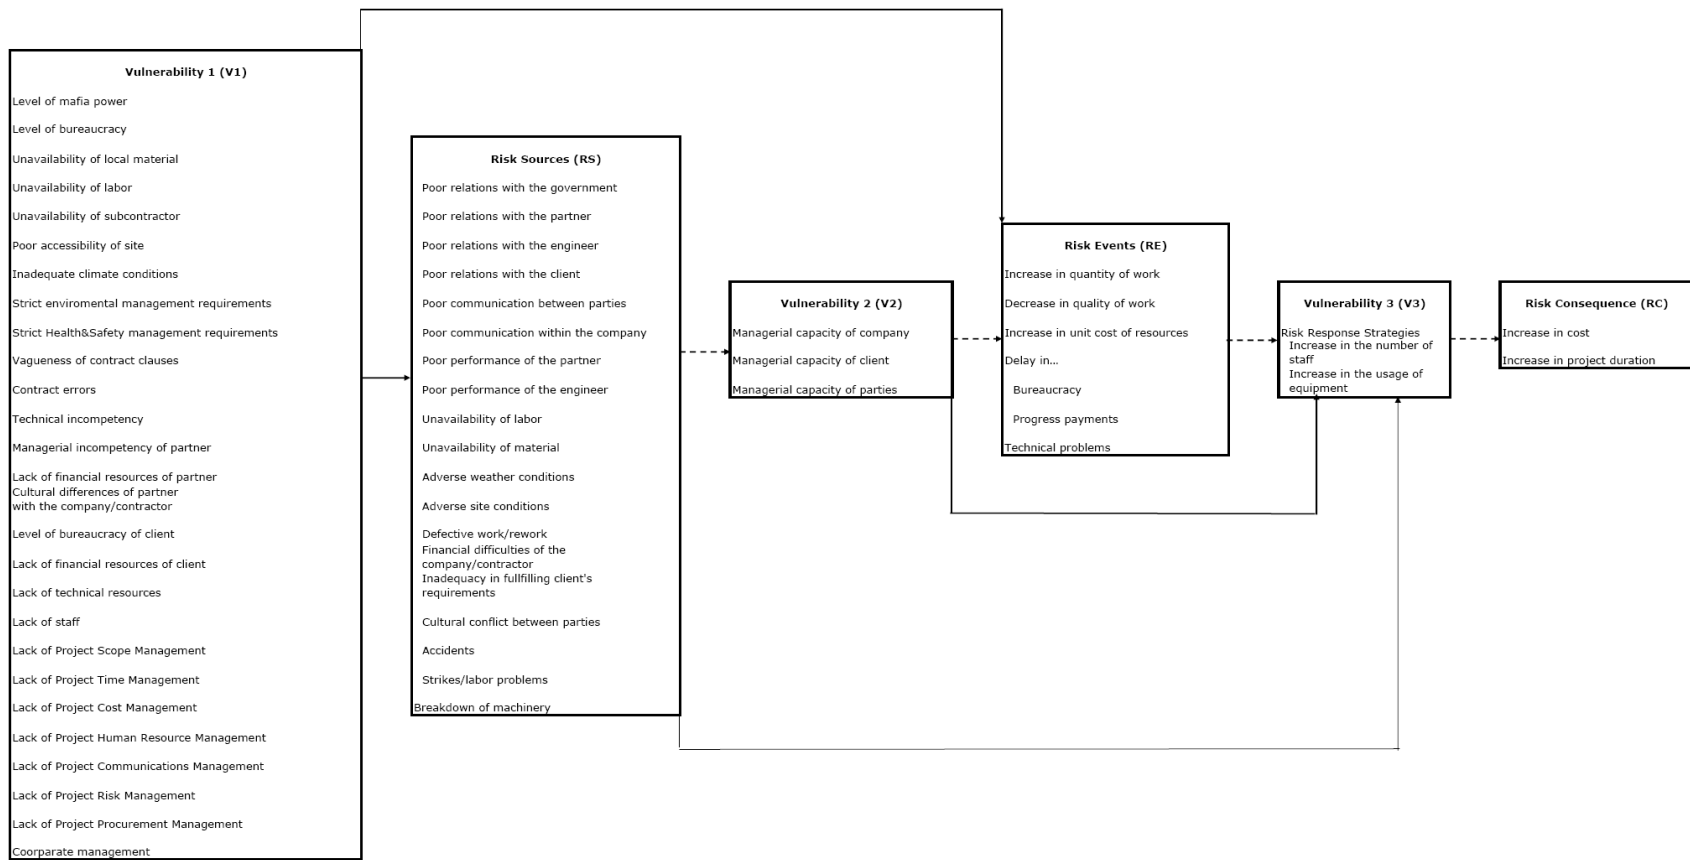 Vulnerability 1 (V1)
Level of mafia power
Level of bureaucracy
Unavailability of local material
Unavailability of labor
Unavailability of subcontractor
Poor accessibility of site
Inadequate climate conditions
Strict enviromental management requirements
Strict Health&Safety management requirements
Vagueness of contract clauses
Contract errors
Technical incompetency
Managerial incompetency of partner
Lack of financial resources of partner
Cultural differences of partner
with the company/contractor
Level of bureaucracy of client
Lack of financial resources of client
Lack of technical resources
Lack of staff
Lack of Project Scope Management
Lack of Project Time Management
Lack of Project Cost Management
Lack of Project Human Resource Management
Lack of Project Communications Management
Lack of Project Risk Management
Lack of Project Procurement Management
Coorparate management
Risk Sources (RS)
Poor relations with the government
Poor relations with the partner
Poor relations with the engineer
Poor relations with the client
Poor communication between parties
Poor communication within the company
Poor performance of the partner
Poor performance of the engineer
Unavailability of labor
Unavailability of material
Adverse weather conditions
Adverse site conditions
Defective work/rework
Financial difficulties of the
company/contractor
Inadequacy in fullfilling client's
requirements
Cultural conflict between parties
Accidents
Strikes/labor problems
Breakdown of machinery
Vulnerability 2 (V2)
Managerial capacity of company
Managerial capacity of client
Managerial capacity of parties
Risk Events (RE)
Increase in quantity of work
Decrease in quality of work
Increase in unit cost of resources
Delay in...
Bureaucracy
Progress payments
Technical problems
Vulnerability 3 (V3)
Risk Response Strategies
Increase in the number of
staff
Increase in the usage of
equipment
Risk Consequence (RC)
Increase in cost
Increase in project duration